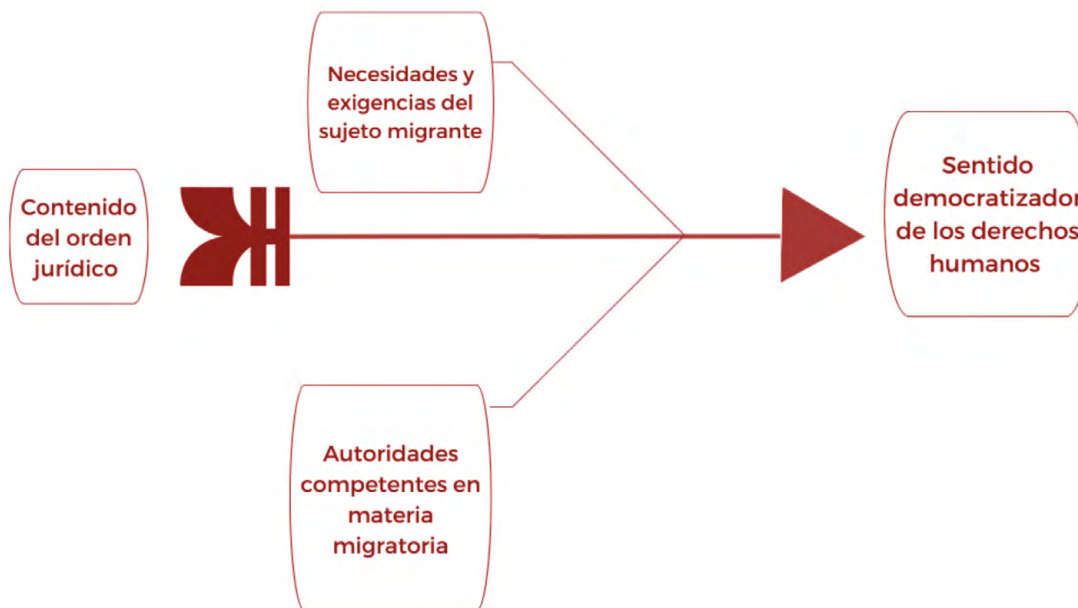 Necesidades y
exigencias del
sujeto migrante
Contenido
del orden
jurídico
Sentido
democratizador
de los derechos
humanos
Autoridades
competentes en
materia
migratoria